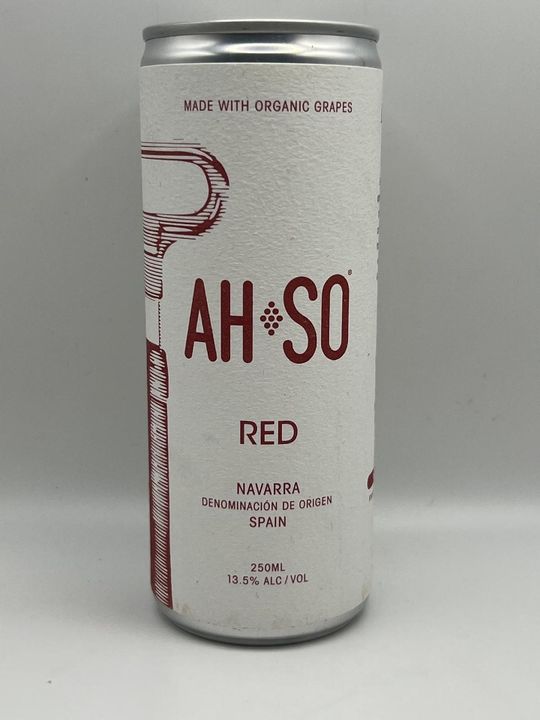 MADE WITH ORGANIC GRAPES
AH SO®
RED
NAVARRA
DENOMINACIÓN DE ORIGEN
SPAIN
250ML
13.5% ALC/VOL